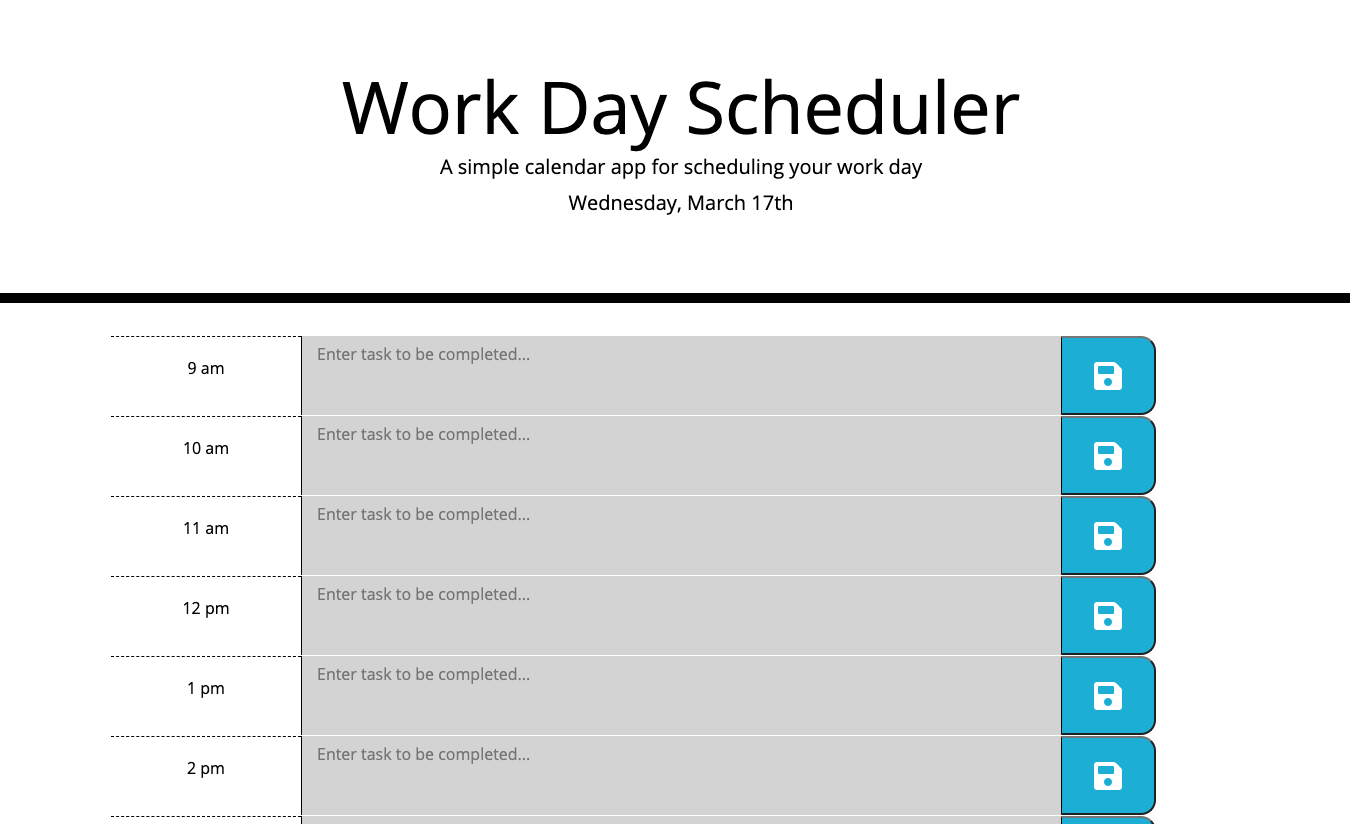 Work Day Scheduler
A simple calendar app for scheduling your work day
Wednesday, March 17th
9 am
Enter task to be completed...
10 am
Enter task to be completed...
11 am
Enter task to be completed...
12 pm
Enter task to be completed...
1 pm
Enter task to be completed...
2 pm
Enter task to be completed...